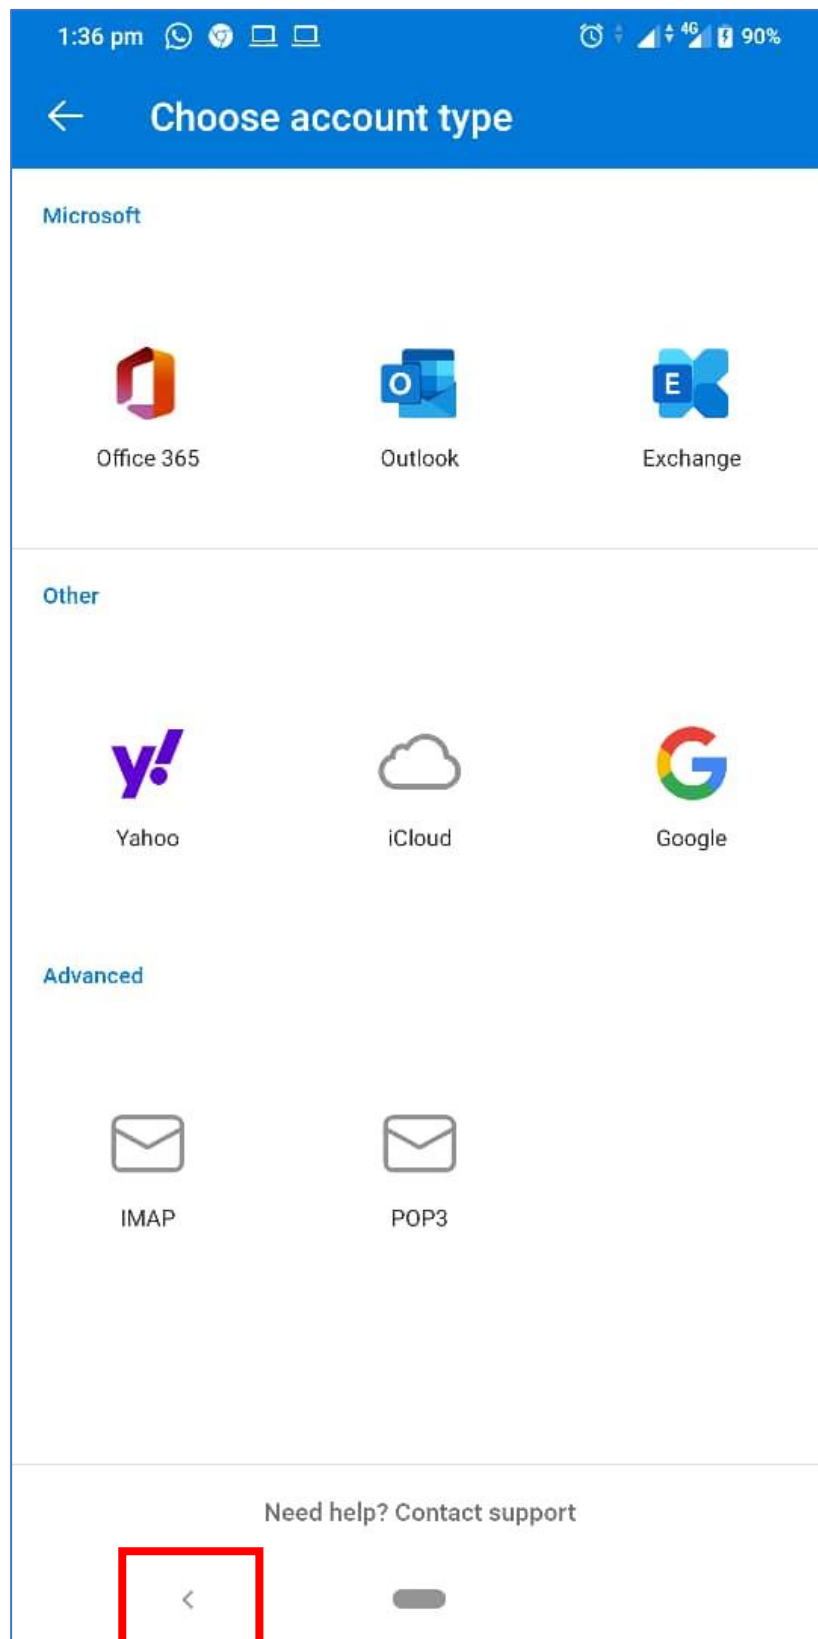 1:36 pm 4G 90%
Choose account type
Microsoft
O E
Office 365 Outlook Exchange
Other
y!
G
Yahoo iCloud Google
Advanced
IMAP POP3
Need help? Contact support